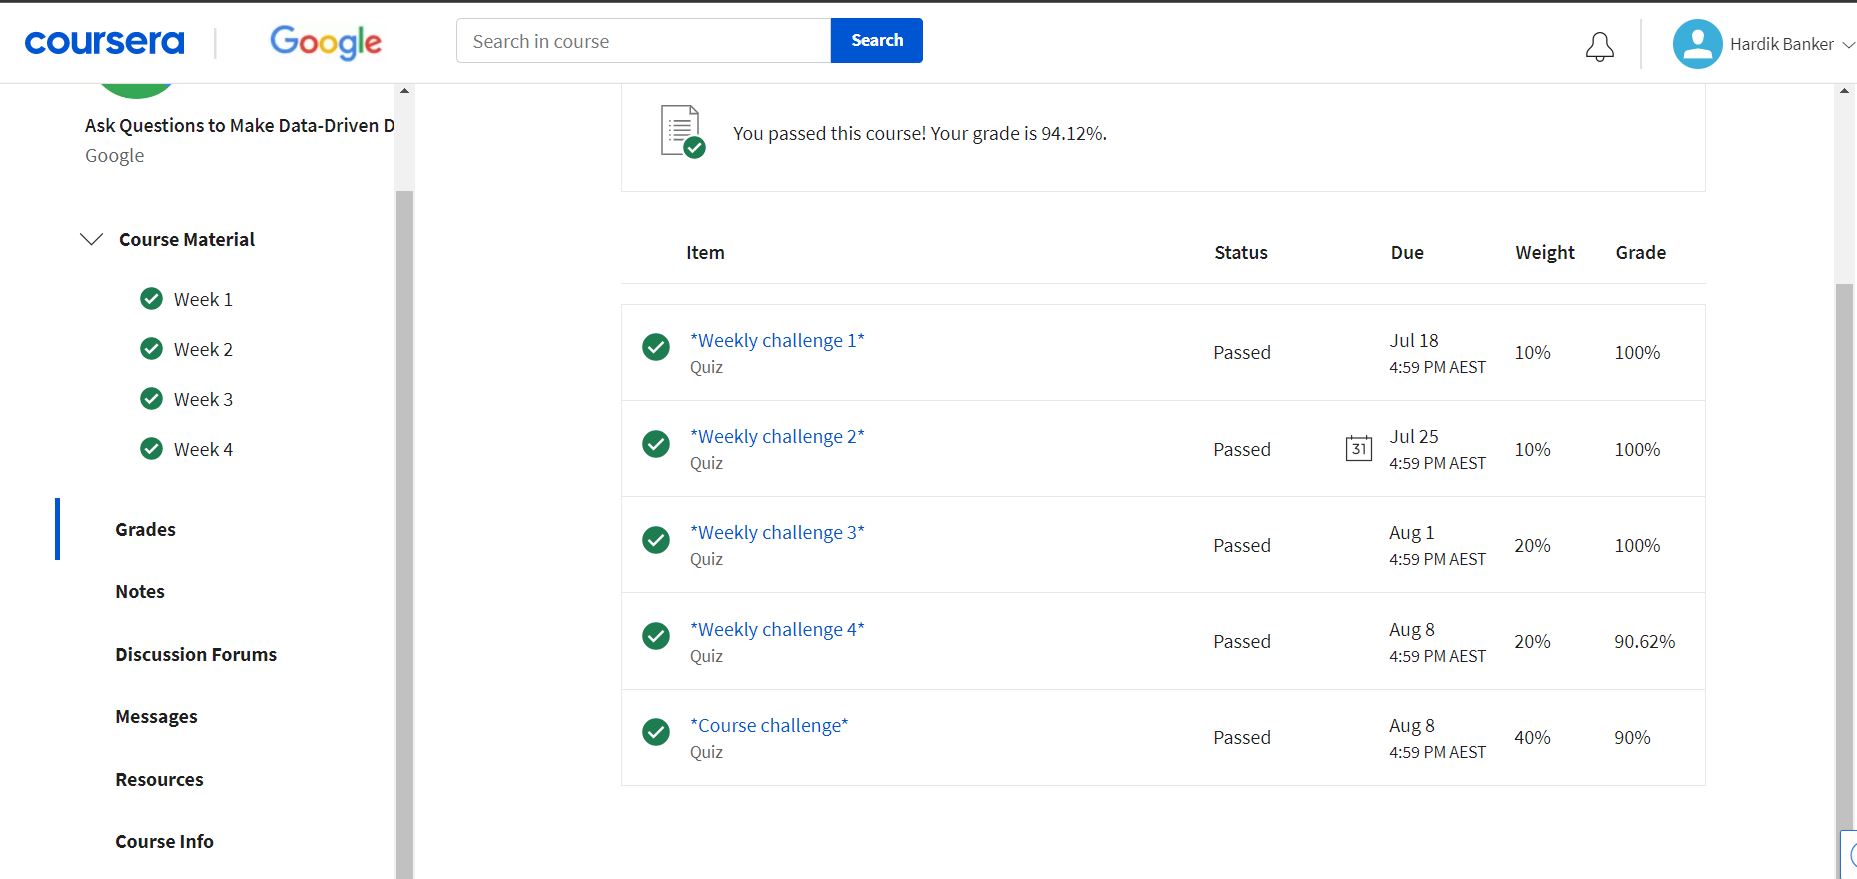 coursera
Google
Search in course
Search
Hardik Banker
Ask Questions to Make Data-Driven D
Google
Course Material
Week 1
Week 2
Week 3
Week 4
Grades
Notes
Discussion Forums
Messages
Resources
Course Info
You passed this course! Your grade is 94.12%.
Item Status Due Weight Grade
*Weekly challenge 1*
Quiz
Passed
Jul 18
4:59 PM AEST
10%
100%
*Weekly challenge 2*
Quiz
Passed
31
Jul 25
4:59 PM AEST
10%
100%
*Weekly challenge 3*
Quiz
Passed
Aug 1
4:59 PM AEST
20%
100%
*Weekly challenge 4*
Quiz
Passed
Aug 8
4:59 PM AEST
20%
90.62%
*Course challenge*
Quiz
Passed
Aug 8
4:59 PM AEST
40%
90%